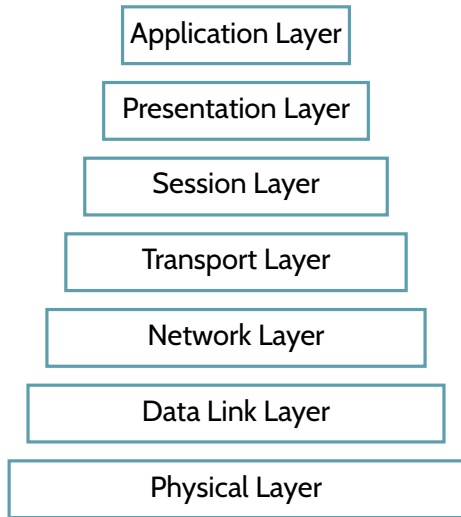 Application Layer
Presentation Layer
Session Layer
Transport Layer
Network Layer
Data Link Layer
Physical Layer